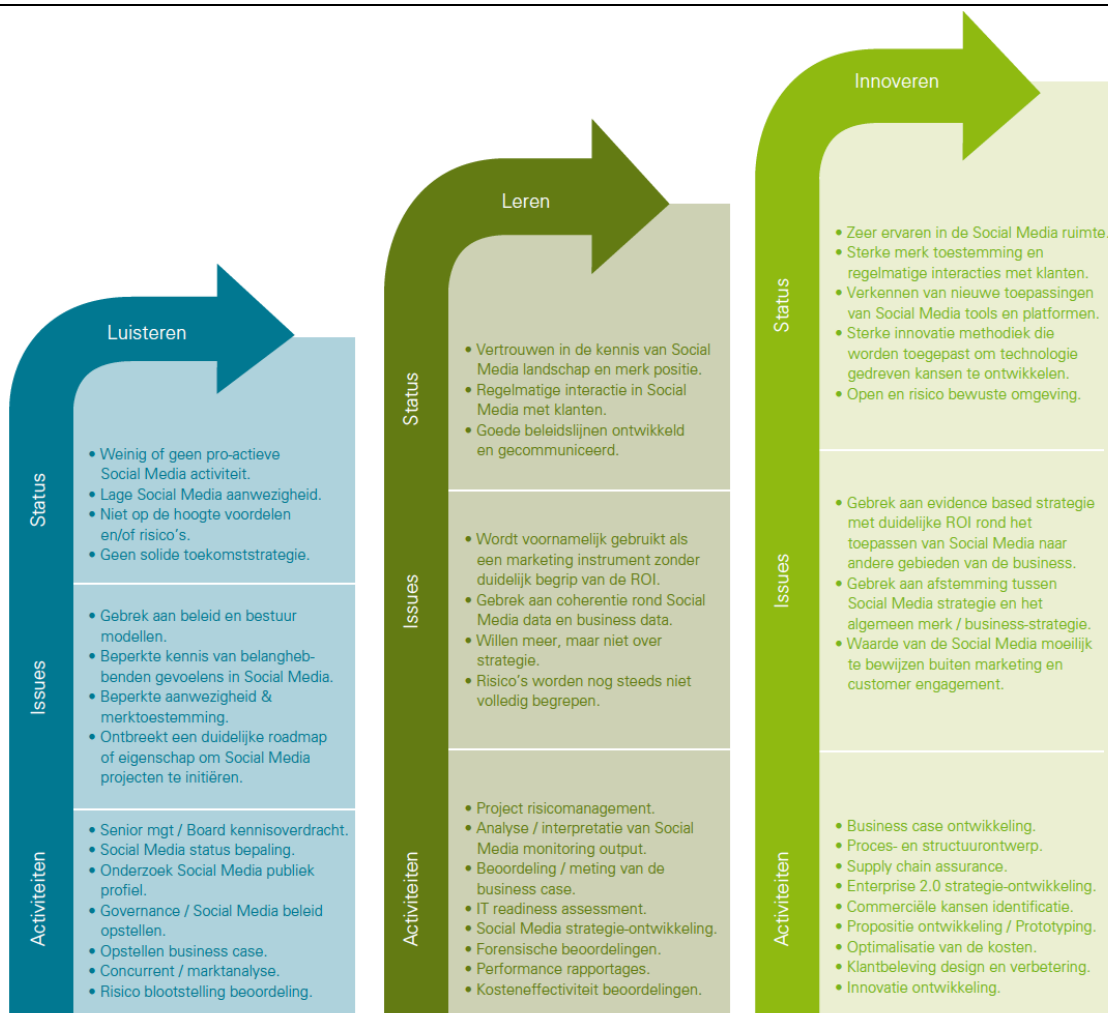 Luisteren
Status
• Weinig of geen pro-actieve
Social Media activiteit.
• Lage Social Media aanwezigheid.
• Niet op de hoogte voordelen
en/of risico's.
• Geen solide toekomststrategie.
Issues
• Gebrek aan beleid en bestuur
modellen.
• Beperkte kennis van belangheb-
benden gevoelens in Social Media.
• Beperkte aanwezigheid &
merktoestemming.
• Ontbreekt een duidelijke roadmap
of eigenschap om Social Media
projecten te initiëren.
Activiteiten
• Senior mgt / Board kennisoverdracht.
• Social Media status bepaling.
• Onderzoek Social Media publiek
profiel.
• Governance / Social Media beleid
opstellen.
• Opstellen business case.
• Concurrent / marktanalyse.
• Risico blootstelling beoordeling.
Leren
Status
• Vertrouwen in de kennis van Social
Media landschap en merk positie.
• Regelmatige interactie in Social
Media met klanten.
• Goede beleidslijnen ontwikkeld
en gecommuniceerd.
Issues
• Wordt voornamelijk gebruikt als
een marketing instrument zonder
duidelijk begrip van de ROI.
• Gebrek aan coherentie rond Social
Media data en business data.
• Willen meer, maar niet over
strategie.
• Risico's worden nog steeds niet
volledig begrepen.
Activiteiten
• Project risicomanagement.
• Analyse / interpretatie van Social
Media monitoring output.
• Beoordeling / meting van de
business case.
• IT readiness assessment.
• Social Media strategie-ontwikkeling.
• Forensische beoordelingen.
• Performance rapportages.
• Kosteneffectiviteit beoordelingen.
Innoveren
Status
• Zeer ervaren in de Social Media ruimte.
• Sterke merk toestemming en
regelmatige interacties met klanten.
• Verkennen van nieuwe toepassingen
van Social Media tools en platformen.
• Sterke innovatie methodiek die
worden toegepast om technologie
gedreven kansen te ontwikkelen.
• Open en risico bewuste omgeving.
Issues
• Gebrek aan evidence based strategie
met duidelijke ROI rond het
toepassen van Social Media naar
andere gebieden van de business.
• Gebrek aan afstemming tussen
Social Media strategie en het
algemeen merk / business-strategie.
• Waarde van de Social Media moeilijk
te bewijzen buiten marketing en
customer engagement.
Activiteiten
• Business case ontwikkeling.
• Proces- en structuurontwerp.
• Supply chain assurance.
• Enterprise 2.0 strategie-ontwikkeling.
• Commerciële kansen identificatie.
• Propositie ontwikkeling / Prototyping.
• Optimalisatie van de kosten.
• Klantbeleving design en verbetering.
• Innovatie ontwikkeling.